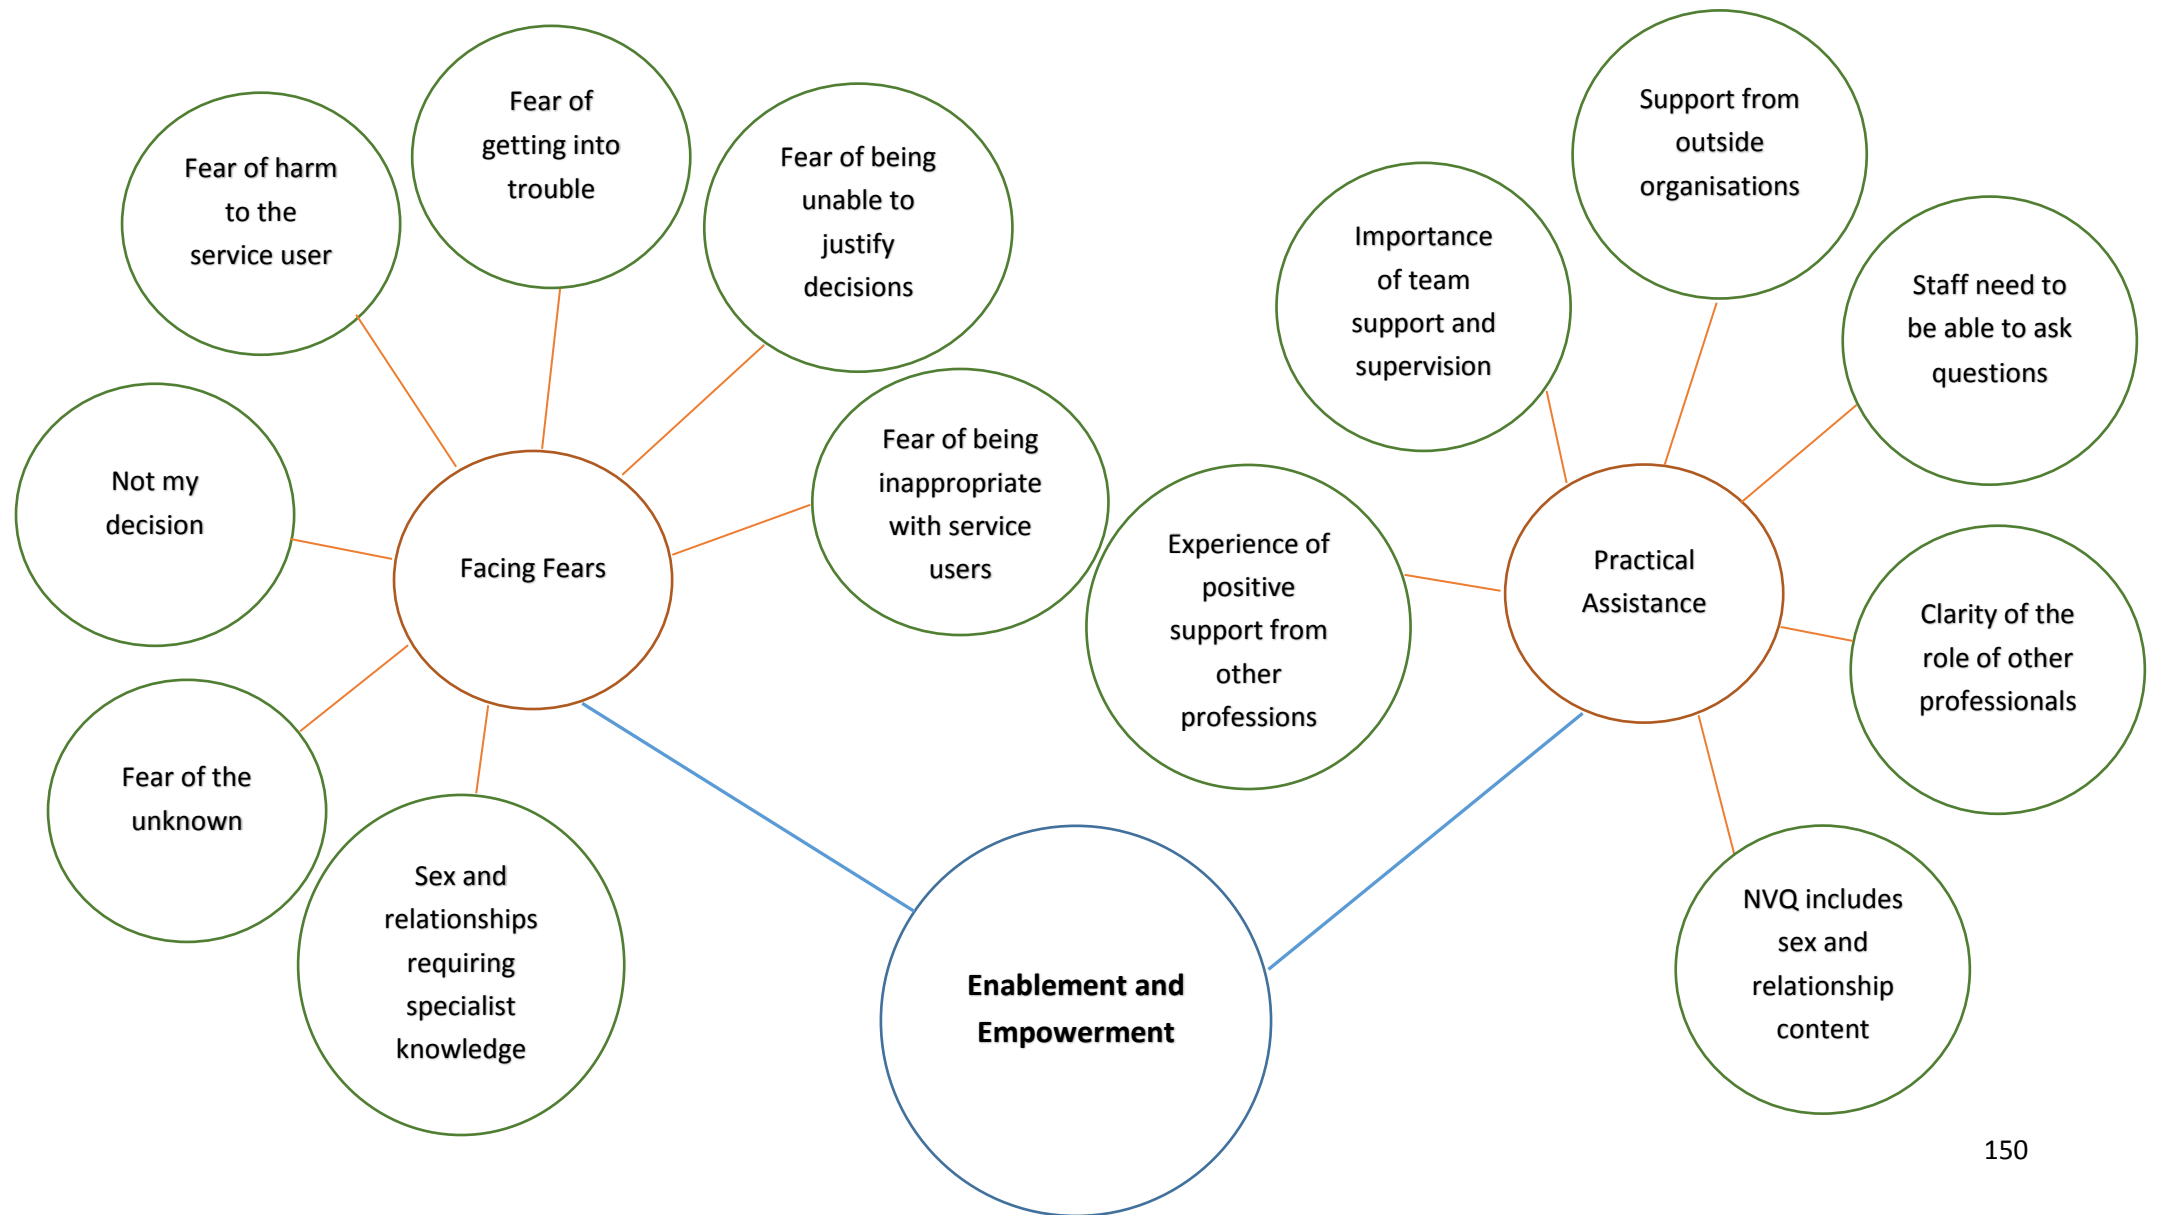 Fear of harm
to the
service user
Fear of
getting into
trouble
Fear of being
unable to
justify
decisions
Fear of being
inappropriate
with service
users
Not my
decision
Facing Fears
Fear of the
unknown
Sex and
relationships
requiring
specialist
knowledge
Support from
outside
organisations
Importance
of team
support and
supervision
Staff need to
be able to ask
questions
Experience of
positive
support from
other
professions
Practical
Assistance
Clarity of the
role of other
professionals
NVQ includes
sex and
relationship
content
Enablement and
Empowerment
150